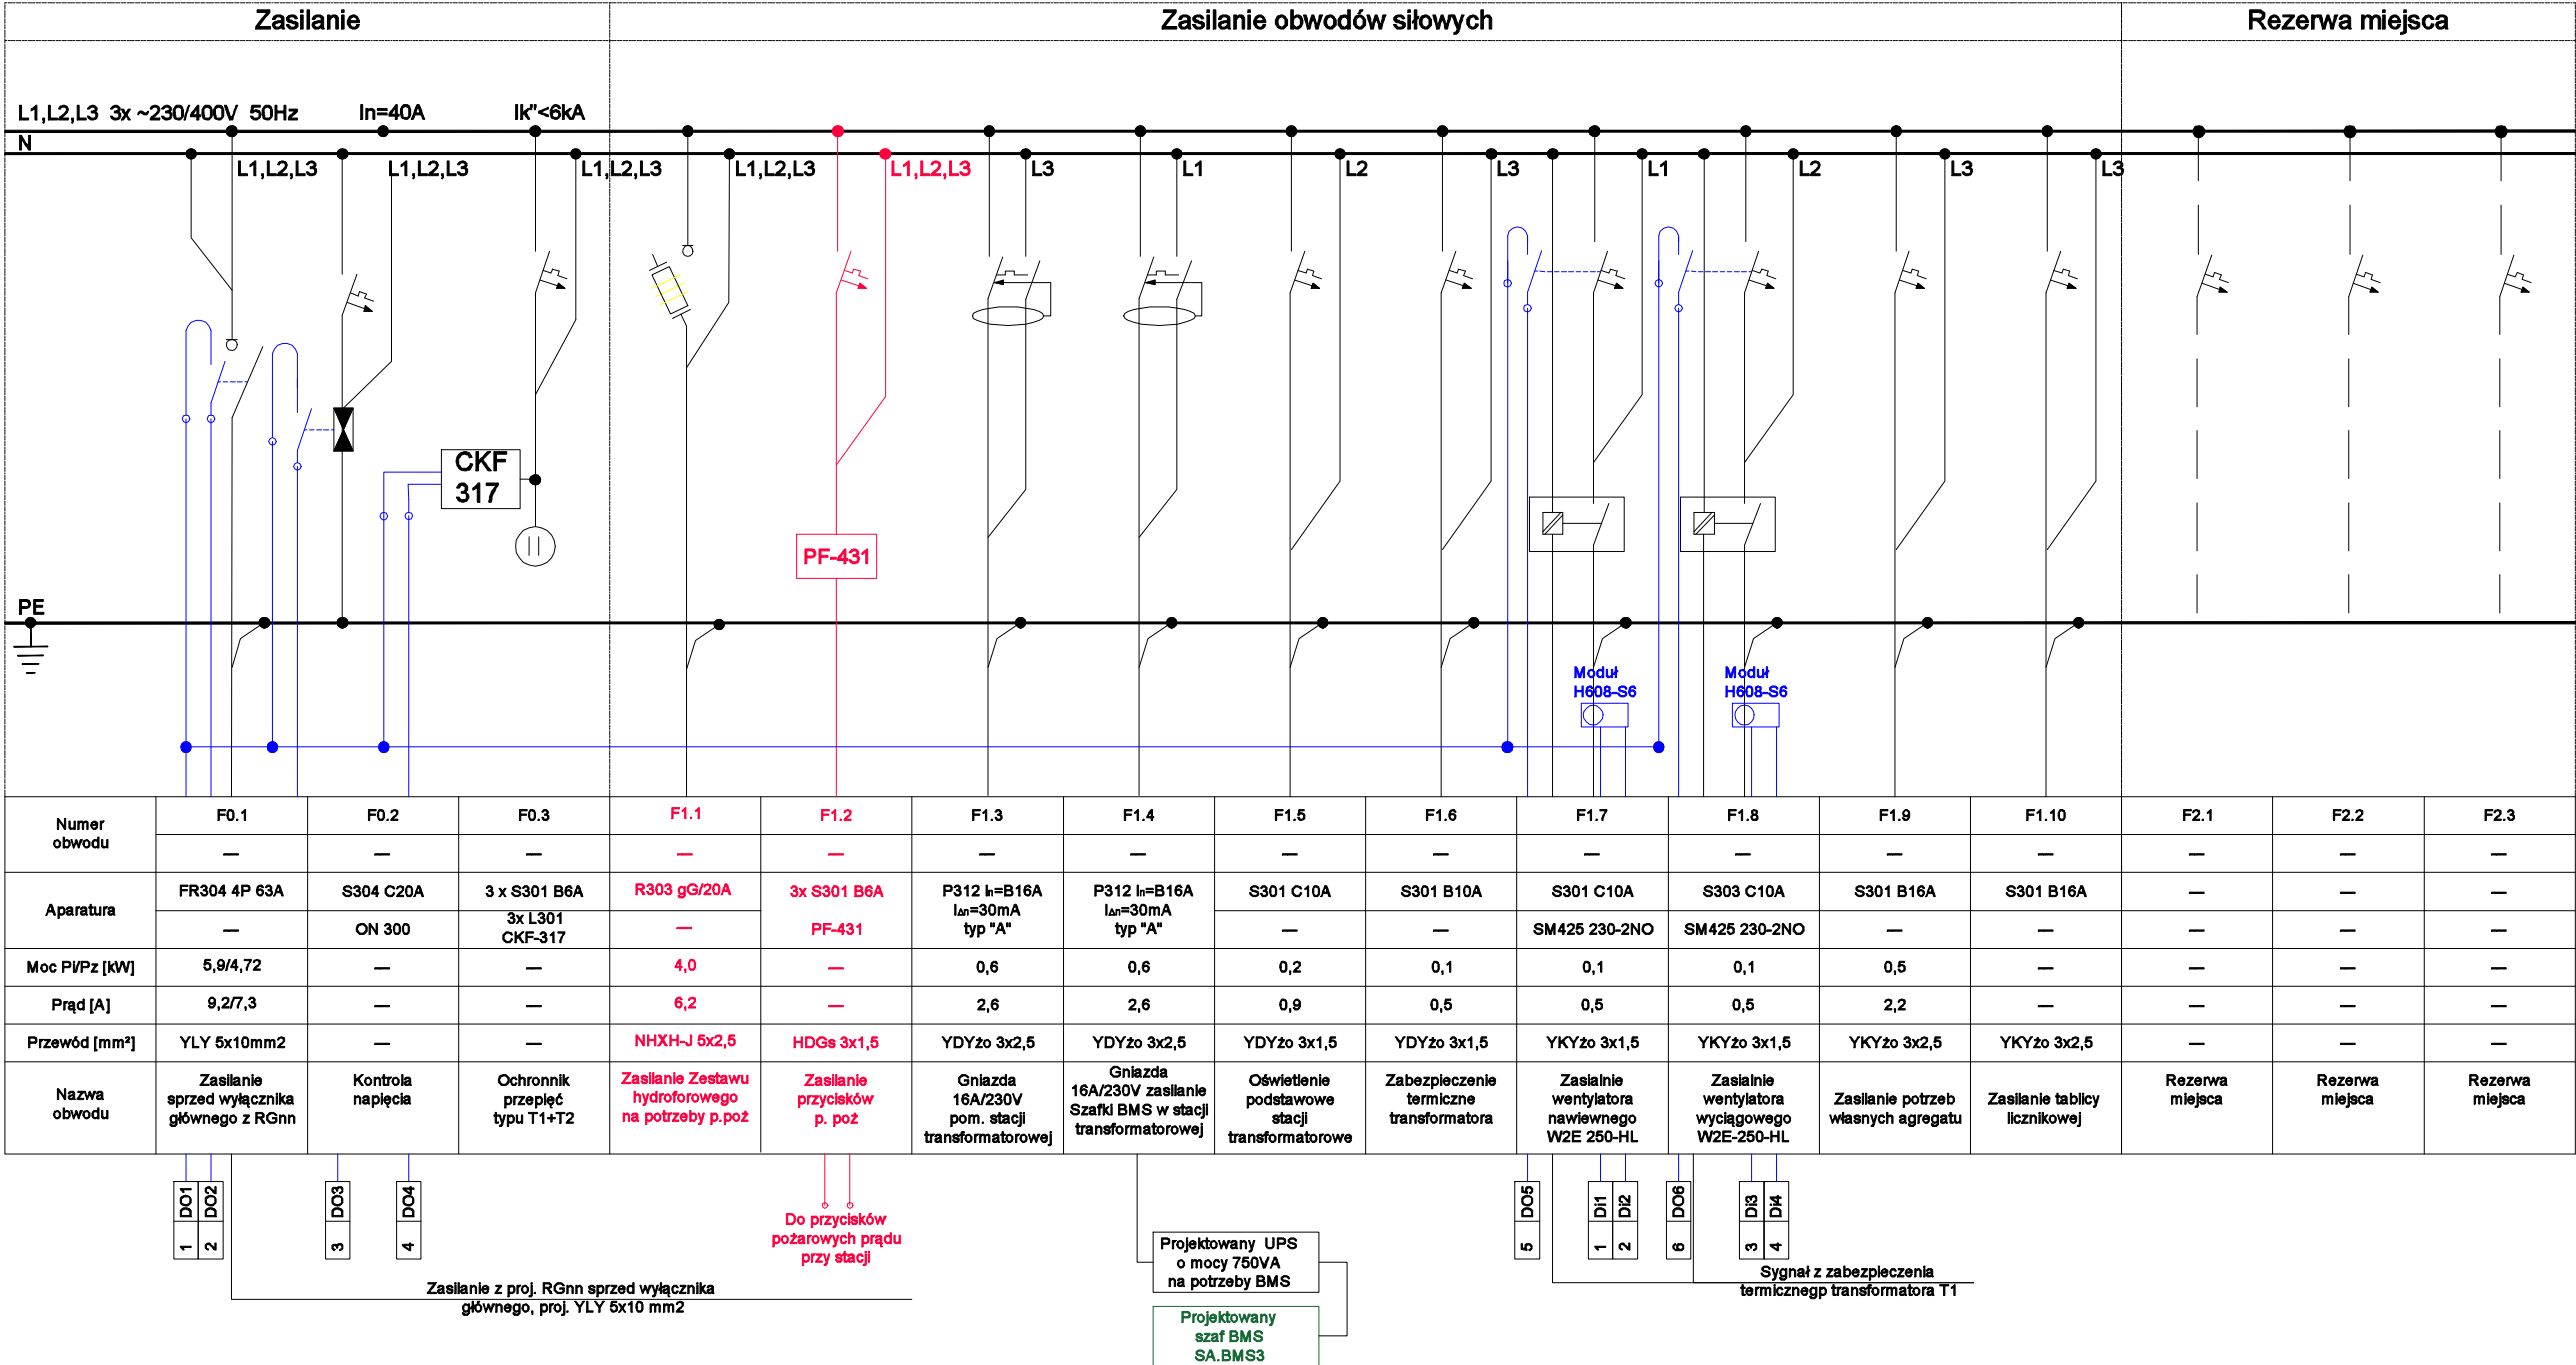 Zasilanie
Zasilanie obwodów siłowych
Rezerwa miejsca
L1,L2,L3 3x ~230/400V 50Hz
In=40A
Ik"<6kA
N
L1,L2,L3
L1,L2,L3
L1,L2,L3
L1,L2,L3
L1,L2,L3
L3
L1
L2
L3
L1
L2
L3
L3
CKF
317
PF-431
PE
Moduł
H608-S6
Moduł
H608-S6
Numer
obwodu
F0.1
F0.2
F0.3
F1.1
F1.2
F1.3
F1.4
F1.5
F1.6
F1.7
F1.8
F1.9
F1.10
F2.1
F2.2
F2.3
— — — — — — — — — — — — — — — —
Aparatura
FR304 4P 63A
—
S304 C20A
ON 300
3 x S301 B6A
3x L301
CKF-317
R303 gG/20A
—
3x S301 B6A
PF-431
P312 In=B16A
IΔn=30mA
typ "A"
P312 In=B16A
IΔn=30mA
typ "A"
S301 C10A
—
S301 B10A
—
S301 C10A
SM425 230-2NO
S303 C10A
SM425 230-2NO
S301 B16A
—
S301 B16A
—
—
—
—
—
—
—
Moc Pi/Pz [kW]
5,9/4,72
—
—
4,0
—
0,6
0,6
0,2
0,1
0,1
0,1
0,5
—
—
—
—
Prąd [A]
9,2/7,3
—
—
6,2
—
2,6
2,6
0,9
0,5
0,5
0,5
2,2
—
—
—
—
Przewód [mm²]
YLY 5x10mm2
—
—
NHXH-J 5x2,5
HDGs 3x1,5
YDYżo 3x2,5
YDYżo 3x2,5
YDYżo 3x1,5
YDYżo 3x1,5
YKYżo 3x1,5
YKYżo 3x1,5
YKYżo 3x2,5
YKYżo 3x2,5
—
—
—
Nazwa
obwodu
Zasilanie
sprzed wyłącznika
głównego z RGnn
Kontrola
napięcia
Ochronnik
przepięć
typu T1+T2
Zasilanie Zestawu
hydroforowego
na potrzeby p.poż
Zasilanie
przycisków
p. poż
Gniazda
16A/230V
pom. stacji
transformatorowej
Gniazda
16A/230V zasilanie
Szafki BMS w stacji
transformatorowej
Oświetlenie
podstawowe
stacji
transformatorowe
Zabezpieczenie
termiczne
transformatora
Zasialnie
wentylatora
nawiewnego
W2E 250-HL
Zasialnie
wentylatora
wyciągowego
W2E-250-HL
Zasilanie potrzeb
własnych agregatu
Zasilanie tablicy
licznikowej
Rezerwa
miejsca
Rezerwa
miejsca
Rezerwa
miejsca
1 DO1
2 DO2
3 DO3
4 DO4
5 DO5
1 Di1
2 Di2
6 DO6
3 Di3
4 Di4
Do przycisków
pożarowych prądu
przy stacji
Zasilanie z proj. RGnn sprzed wyłącznika
głównego, proj. YLY 5x10 mm2
Projektowany UPS
o mocy 750VA
na potrzeby BMS
Projektowany
szaf BMS
SA.BMS3
Sygnał z zabezpieczenia
termicznegp transformatora T1